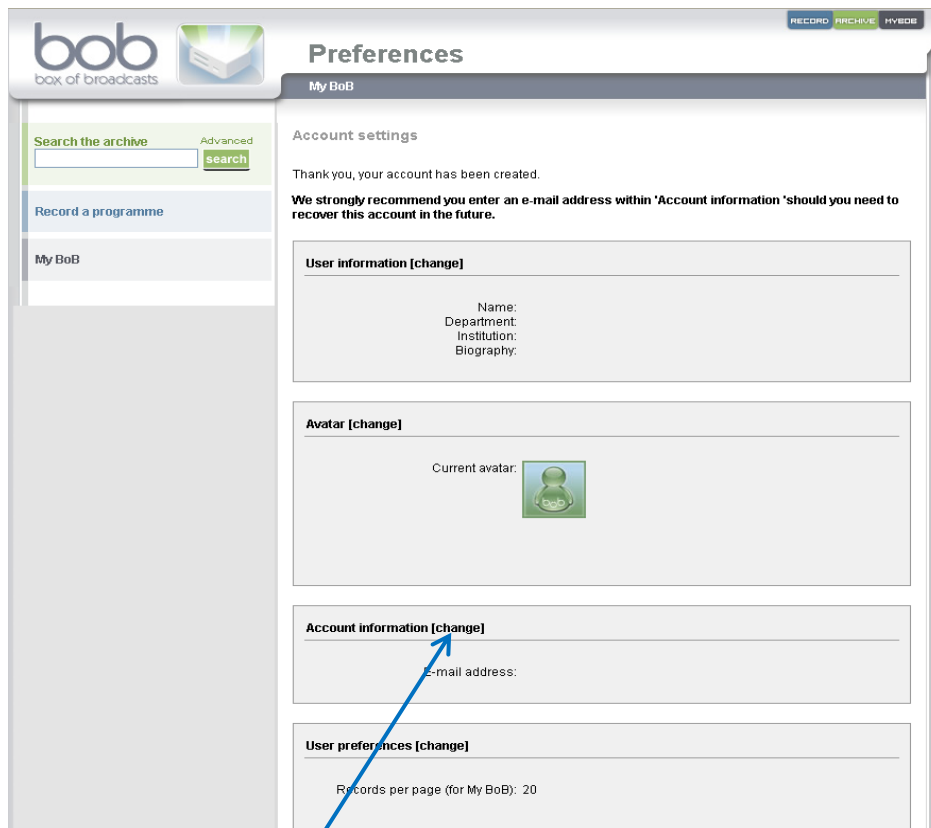 RECORD ARCHIVE MYBOB
bob
box of broadcasts
Preferences
My BoB
Search the archive Advanced
search
Record a programme
My BoB
Account settings
Thank you, your account has been created.
We strongly recommend you enter an e-mail address within 'Account information 'should you need to
recover this account in the future.
User information [change]
Name:
Department:
Institution:
Biography:
Avatar [change]
Current avatar:
bob
Account information [change]
E-mail address:
User preferences [change]
Records per page (for My BoB): 20